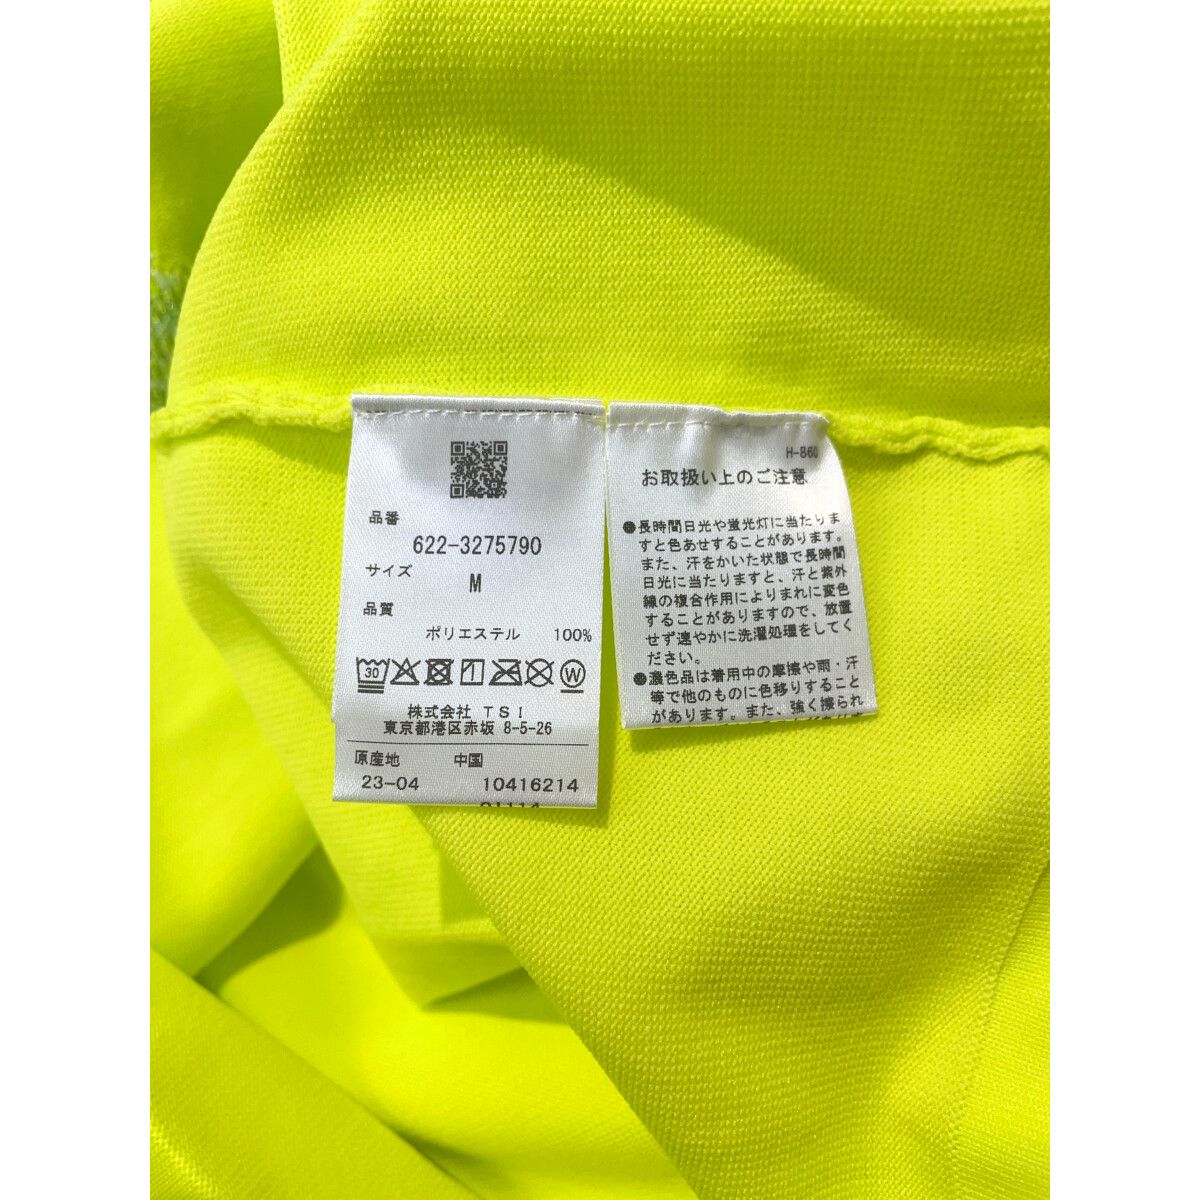 品番
622-3275790
サイズ
M
品質
ポリエステル 100%
30
W
株式会社 TSI
東京都港区赤坂 8-5-26
原産地 中国
23-04 10416214
01114
H-860
お取扱い上のご注意
●長時間日光や蛍光灯に当たりま
すと色あせすることがあります。
また、汗をかいた状態で長時間
日光に当たりますと、汗と紫外
線の複合作用によりまれに変色
することがありますので、放置
せず速やかに洗濯処理をしてく
ださい。
●濃色品は着用中の摩擦や雨・汗
等で他のものに色移りすること
があります。また、強く擦られ